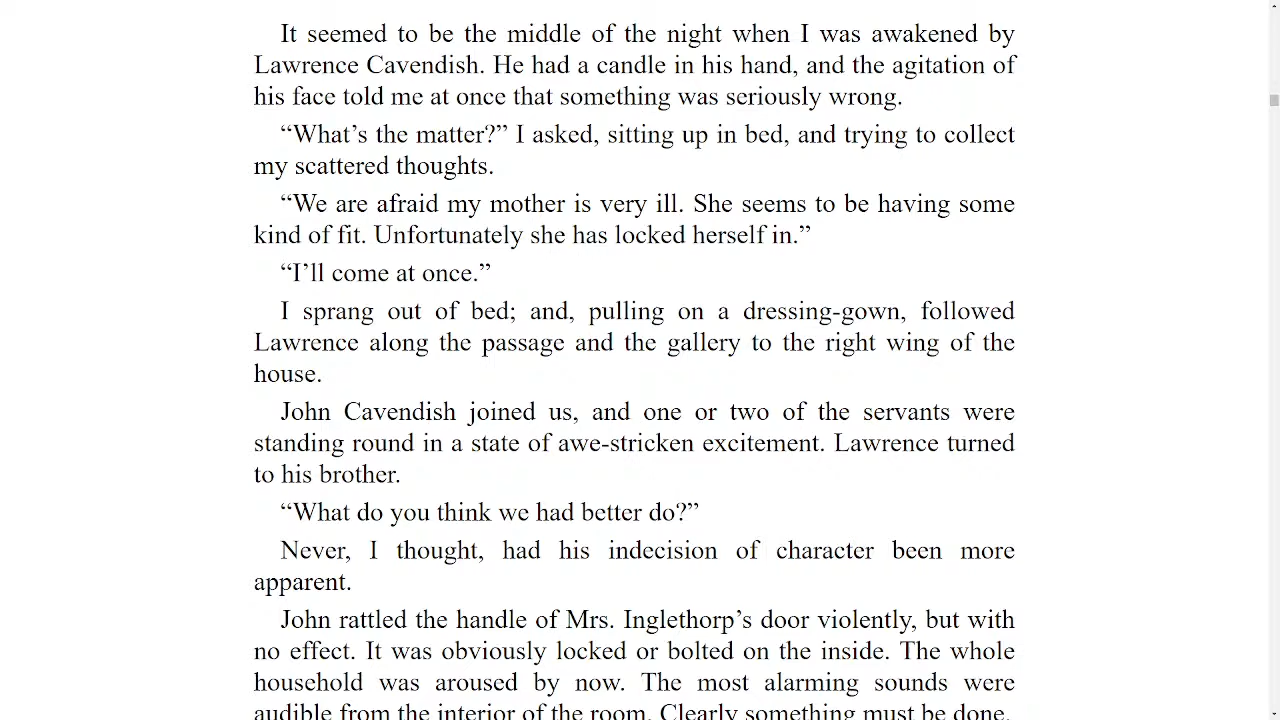 It seemed to be the middle of the night when I was awakened by
Lawrence Cavendish. He had a candle in his hand, and the agitation of
his face told me at once that something was seriously wrong.
“What’s the matter?” I asked, sitting up in bed, and trying to collect
my scattered thoughts.
“We are afraid my mother is very ill. She seems to be having some
kind of fit. Unfortunately she has locked herself in.”
“I’ll come at once.”
I sprang out of bed; and, pulling on a dressing-gown, followed
Lawrence along the passage and the gallery to the right wing of the
house.
John Cavendish joined us, and one or two of the servants were
standing round in a state of awe-stricken excitement. Lawrence turned
to his brother.
“What do you think we had better do?”
Never, I thought, had his indecision of character been more
apparent.
John rattled the handle of Mrs. Inglethorp’s door violently, but with
no effect. It was obviously locked or bolted on the inside. The whole
household was aroused by now. The most alarming sounds were
audible from the interior of the room. Clearly something must be done.